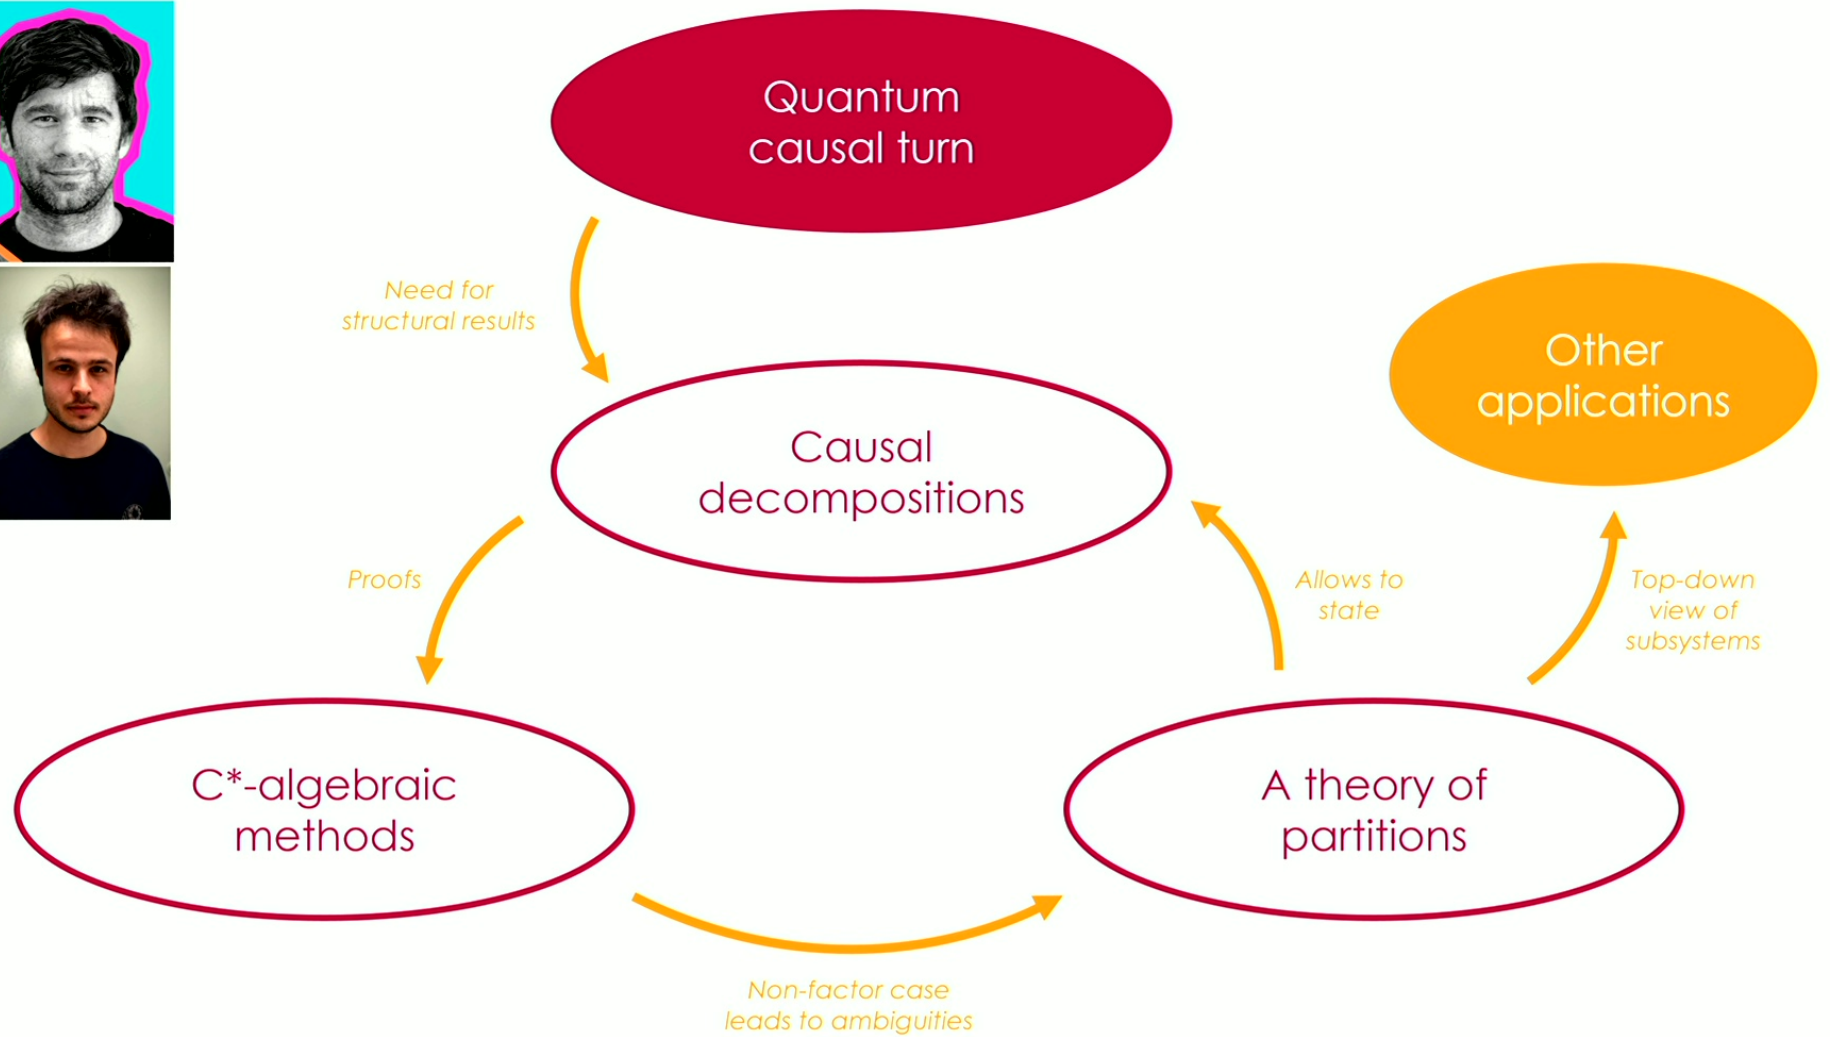 Quantum
causal turn
Need for
structural results
Other
applications
Causal
decompositions
Proofs
Allows to
state
Top-down
view of
subsystems
C*-algebraic
methods
A theory of
partitions
Non-factor case
leads to ambiguities